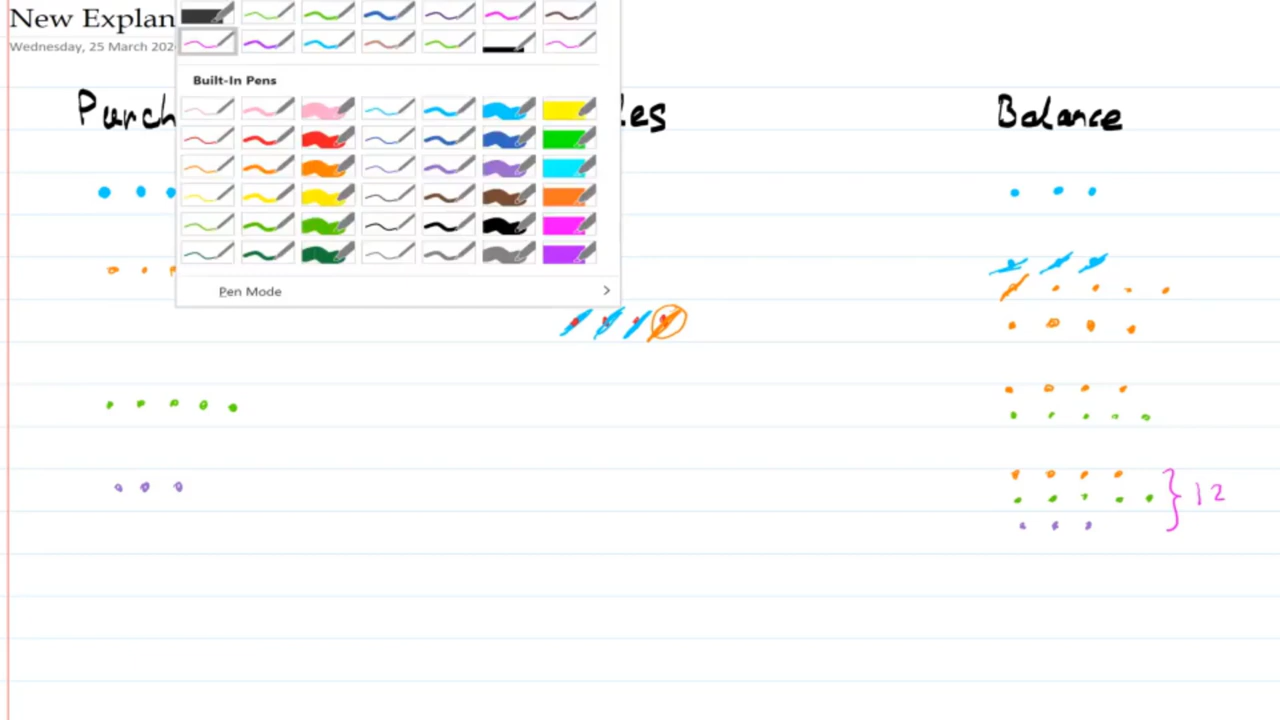 New Explan
Wednesday, 25 March 202
Built-In Pens
Purch les Balance
Pen Mode
12